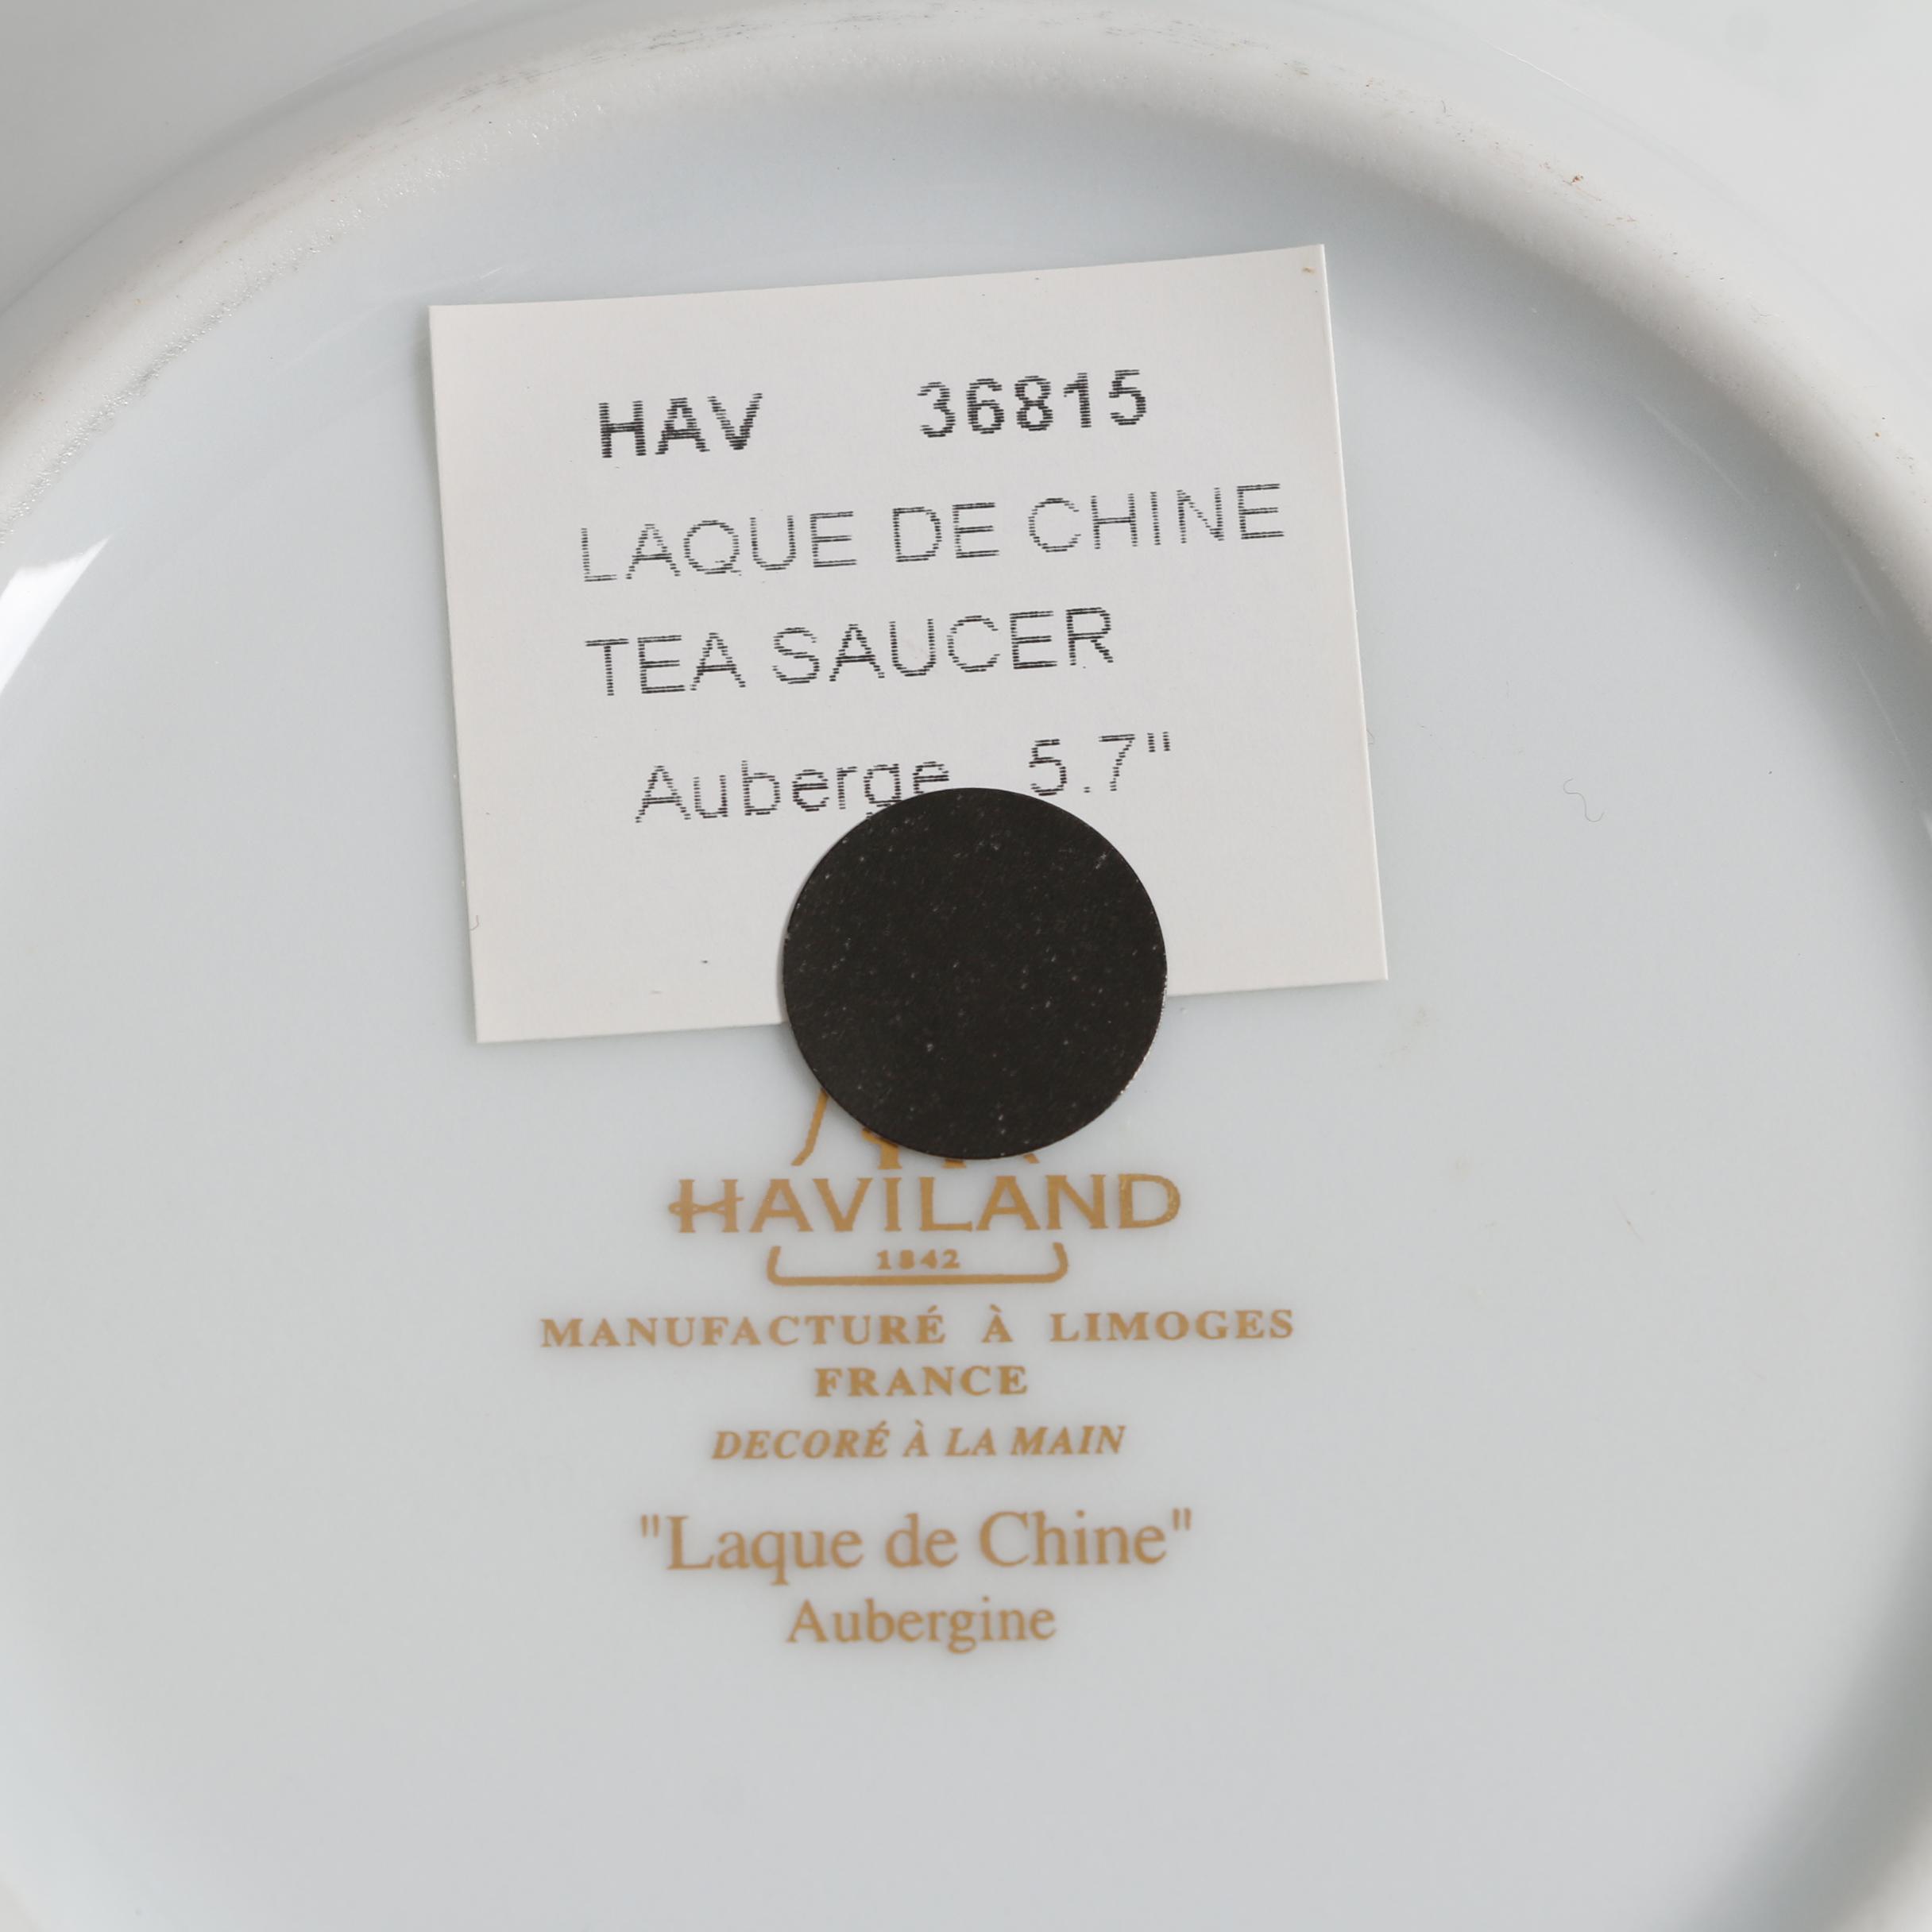 HAV 36815
LAQUE DE CHINE
TEA SAUCER
Auberge 5.7"
HAVILAND
1842
MANUFACTURÉ À LIMOGES
FRANCE
DECORÉ À LA MAIN
"Laque de Chine"
Aubergine